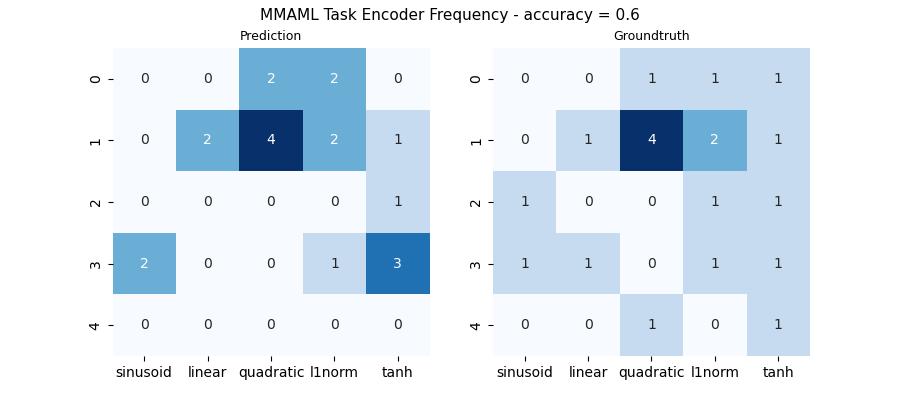 MMAML Task Encoder Frequency - accuracy = 0.6
Prediction Groundtruth
0 0 0 2 2 0 0 0 0 1 1 1
1 0 2 4 2 1 1 0 1 4 2 1
2 0 0 0 0 1 2 1 0 0 1 1
3 2 0 0 1 3 3 1 1 0 1 1
4 0 0 0 0 0 4 0 0 1 0 1
sinusoid linear quadratic l1norm tanh sinusoid linear quadratic l1norm tanh